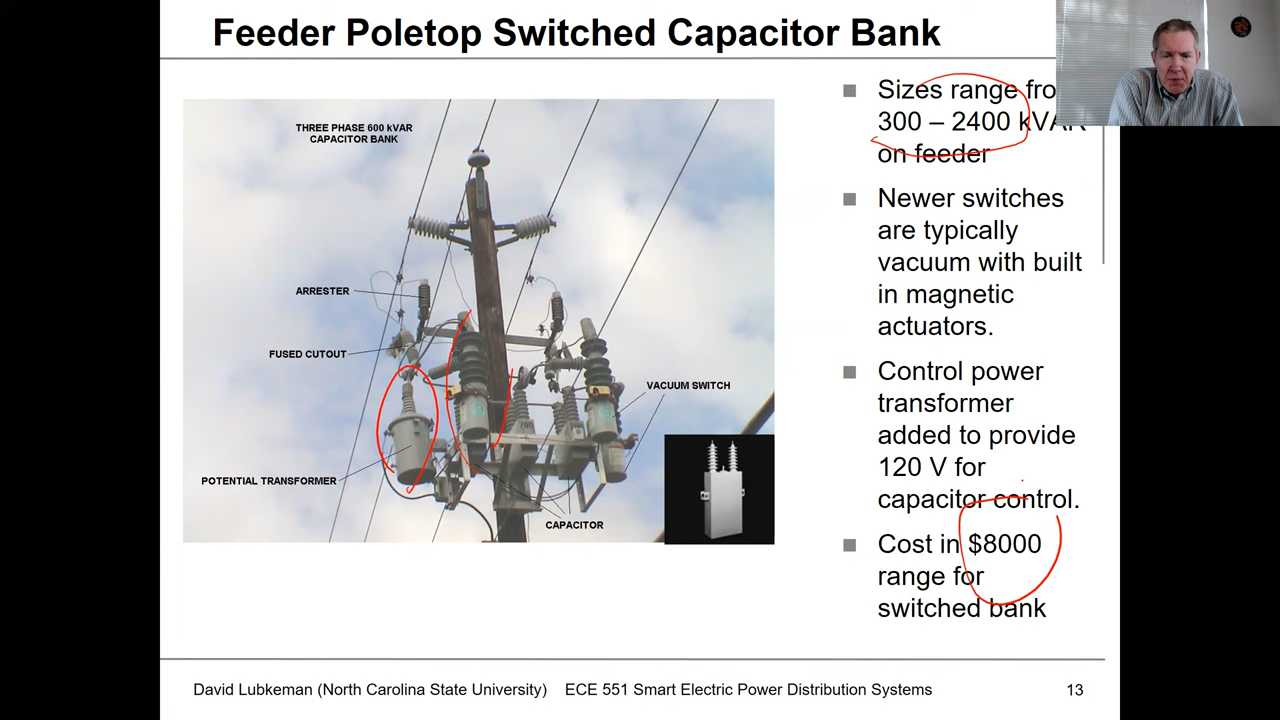 Feeder Poletop Switched Capacitor Bank
THREE PHASE 600 kVAR
CAPACITOR BANK
ARRESTER
FUSED CUTOUT
VACUUM SWITCH
POTENTIAL TRANSFORMER
CAPACITOR
Sizes range fro
300 – 2400 kVAR
on feeder
Newer switches
are typically
vacuum with built
in magnetic
actuators.
Control power
transformer
added to provide
120 V for
capacitor control.
Cost in $8000
range for
switched bank
David Lubkeman (North Carolina State University) ECE 551 Smart Electric Power Distribution Systems 13